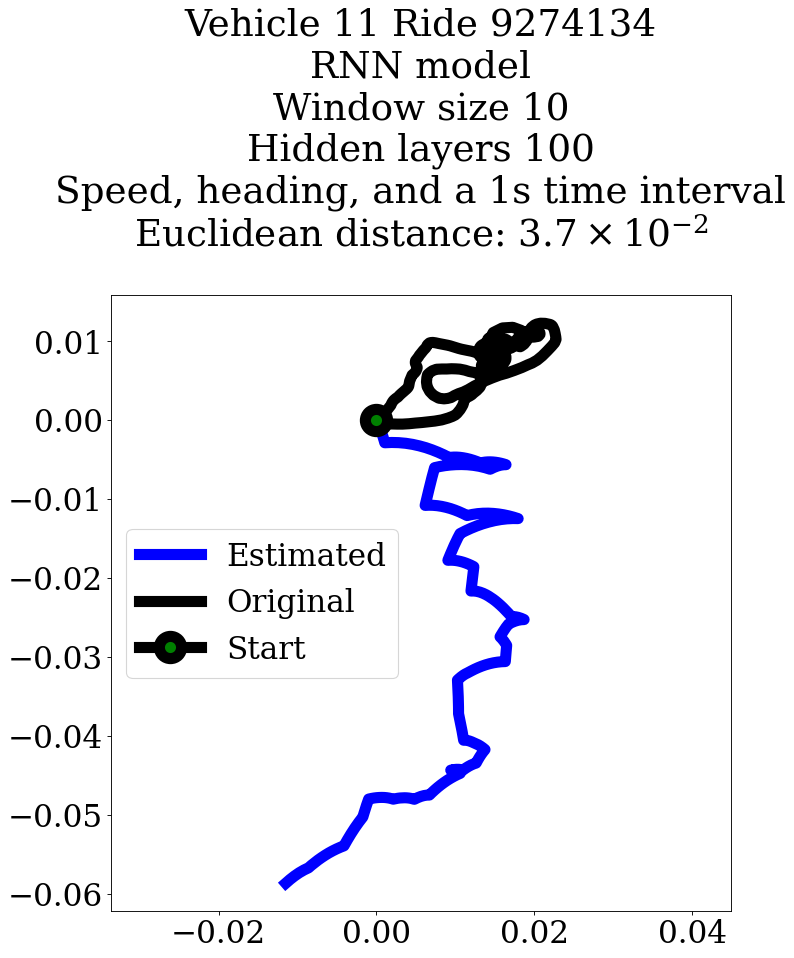 Vehicle 11 Ride 9274134
RNN model
Window size 10
Hidden layers 100
Speed, heading, and a 1s time interval
Euclidean distance: 3.7 × 10⁻²
0.01
0.00
−0.01
−0.02
−0.03
−0.04
−0.05
−0.06
Estimated
Original
Start
−0.02 0.00 0.02 0.04